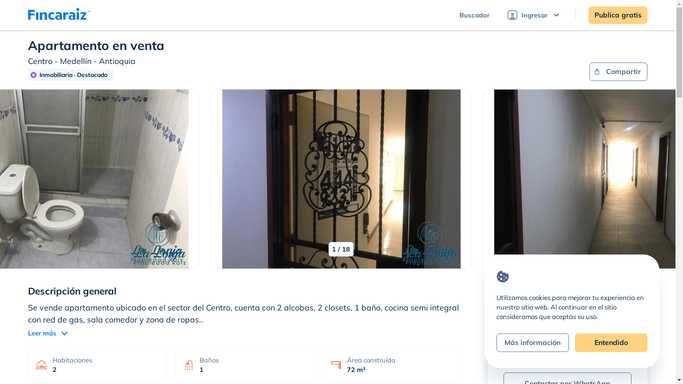 Fincaraiz
Buscador
Ingresar
Publica gratis
Apartamento en venta
Centro - Medellín - Antioquia
Inmobiliaria · Destacado
Compartir
1 / 18
Descripción general
Se vende apartamento ubicado en el sector del Centro, cuenta con 2 alcobas, 2 closets, 1 baño, cocina semi integral
con red de gas, sala comedor y zona de ropas...
Leer más
Habitaciones
2
Baños
1
Área construída
72 m²
Utilizamos cookies para mejorar tu experiencia en
nuestro sitio web. Al continuar en el sitio
consideramos que aceptas su uso.
Más información
Entendido
Contactar por WhatsApp